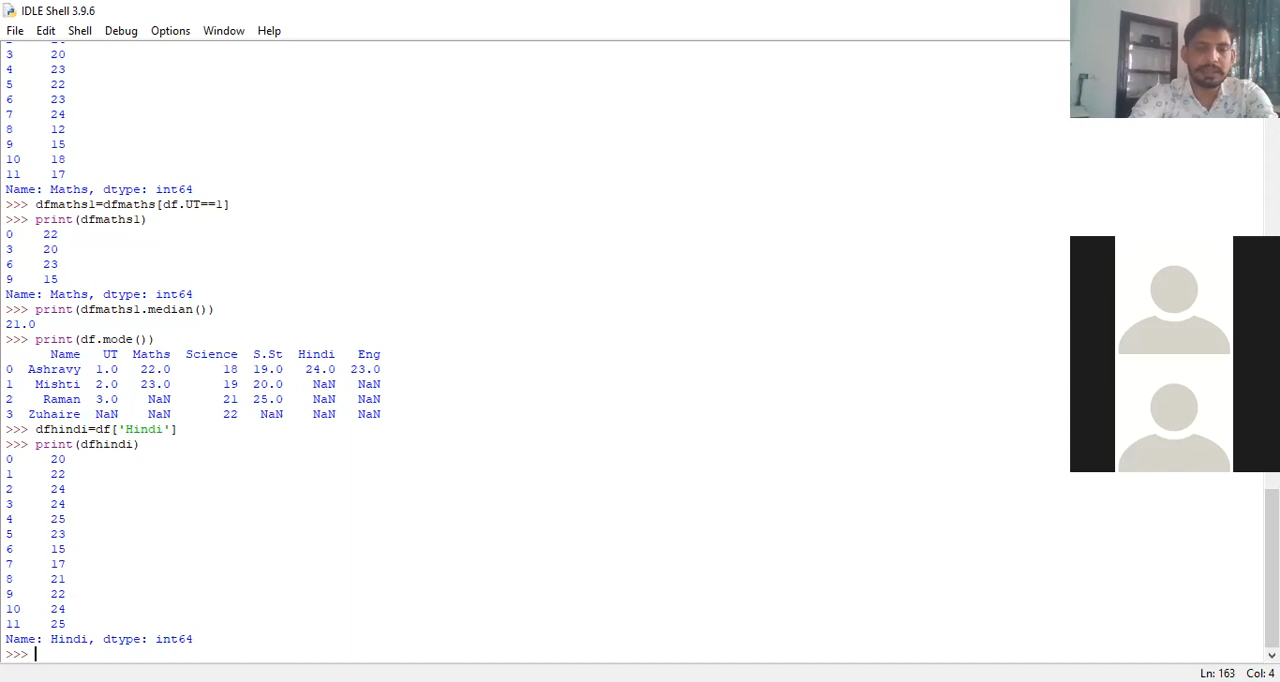 IDLE Shell 3.9.6
File Edit Shell Debug Options Window Help
3 20
4 23
5 22
6 23
7 24
8 12
9 15
10 18
11 17
Name: Maths, dtype: int64
>>> dfmaths1=dfmaths[df.UT==1]
>>> print(dfmaths1)
0 22
3 20
6 23
9 15
Name: Maths, dtype: int64
>>> print(dfmaths1.median())
21.0
>>> print(df.mode())
Name UT Maths Science S.St Hindi Eng
0 Ashravy 1.0 22.0 18 19.0 24.0 23.0
1 Mishti 2.0 23.0 19 20.0 NaN NaN
2 Raman 3.0 NaN 21 25.0 NaN NaN
3 Zuhaire NaN NaN 22 NaN NaN NaN
>>> dfhindi=df['Hindi']
>>> print(dfhindi)
0 20
1 22
2 24
3 24
4 25
5 23
6 15
7 17
8 21
9 22
10 24
11 25
Name: Hindi, dtype: int64
>>>
Ln: 163 Col: 4